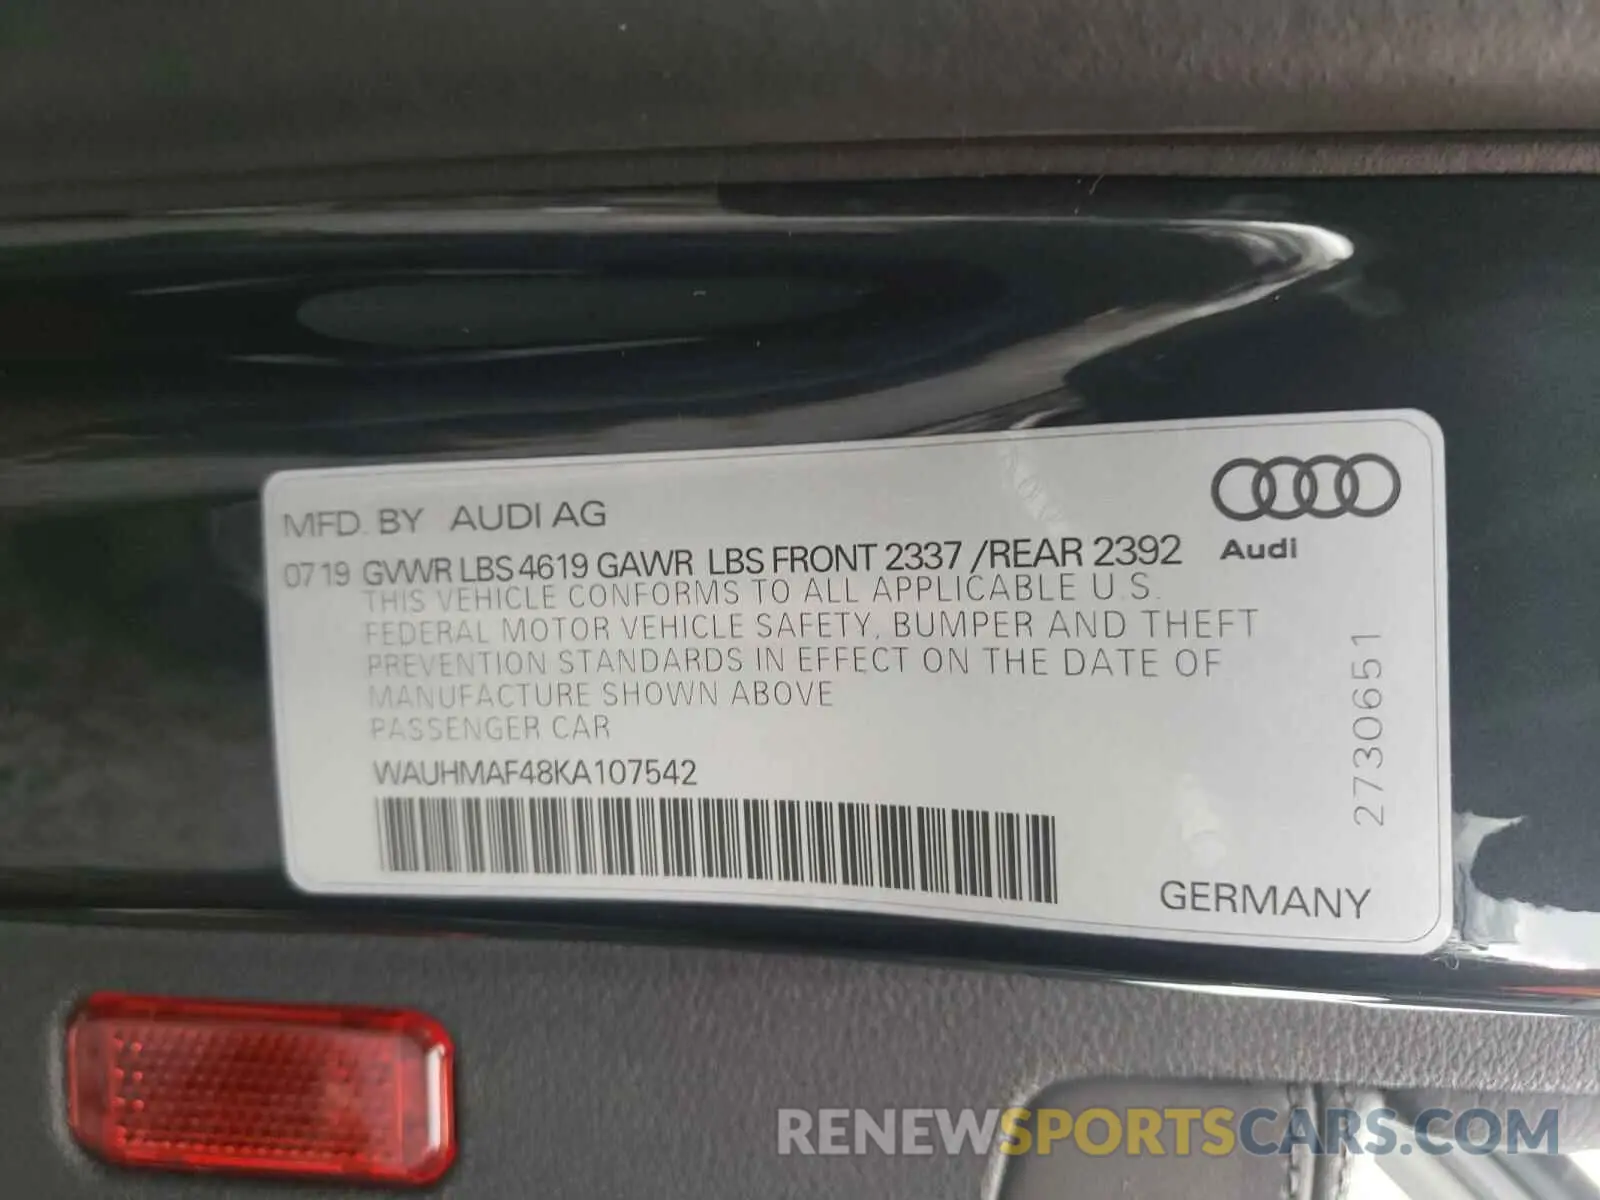 MFD. BY AUDI AG
0719 GVWR LBS 4619 GAWR LBS FRONT 2337 /REAR 2392
Audi
THIS VEHICLE CONFORMS TO ALL APPLICABLE U.S.
FEDERAL MOTOR VEHICLE SAFETY, BUMPER AND THEFT
PREVENTION STANDARDS IN EFFECT ON THE DATE OF
MANUFACTURE SHOWN ABOVE
PASSENGER CAR
WAUHMAF48KA107542
2730651
GERMANY
RENEWSPORTSCARS.COM